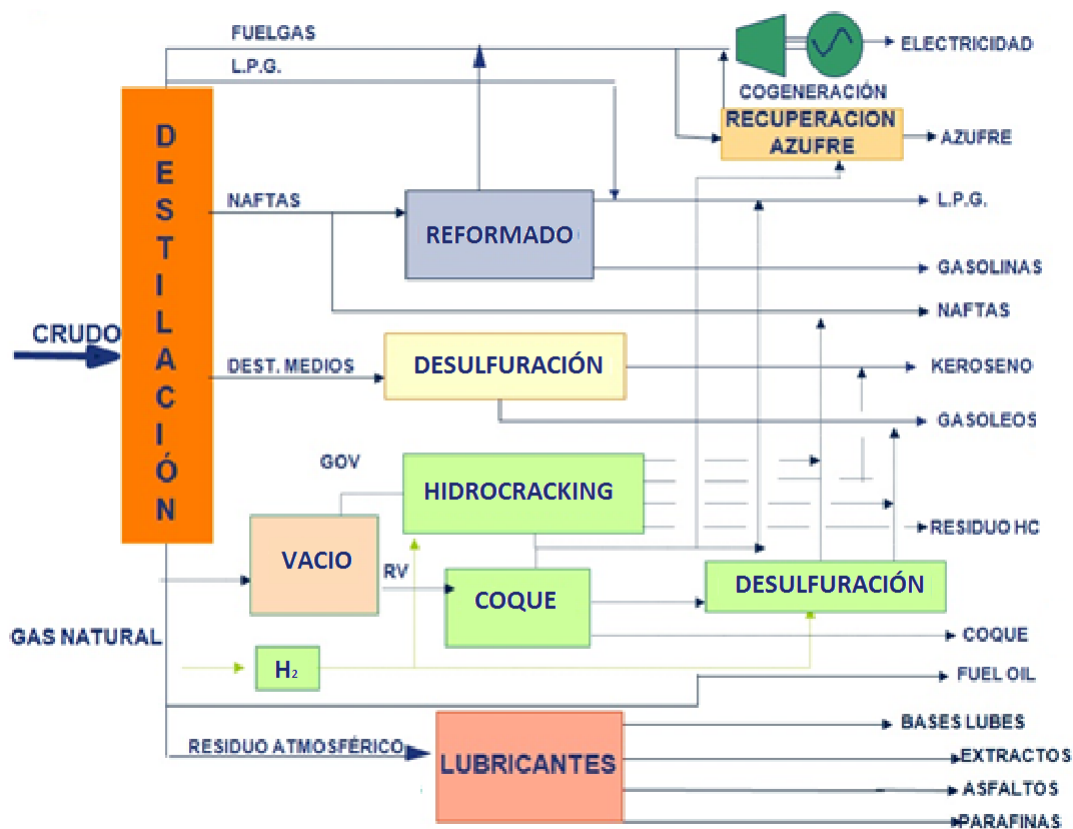 FUELGAS
ELECTRICIDAD
L.P.G.
COGENERACIÓN
RECUPERACION
AZUFRE
AZUFRE
DESTILACIÓN
NAFTAS
L.P.G.
REFORMADO
GASOLINAS
NAFTAS
CRUDO
DEST. MEDIOS
DESULFURACIÓN
KEROSENO
GASOLEOS
GOV
HIDROCRACKING
RESIDUO HC
VACIO
RV
COQUE
DESULFURACIÓN
GAS NATURAL
COQUE
H₂
FUEL OIL
BASES LUBES
RESIDUO ATMOSFÉRICO
LUBRICANTES
EXTRACTOS
ASFALTOS
PARAFINAS